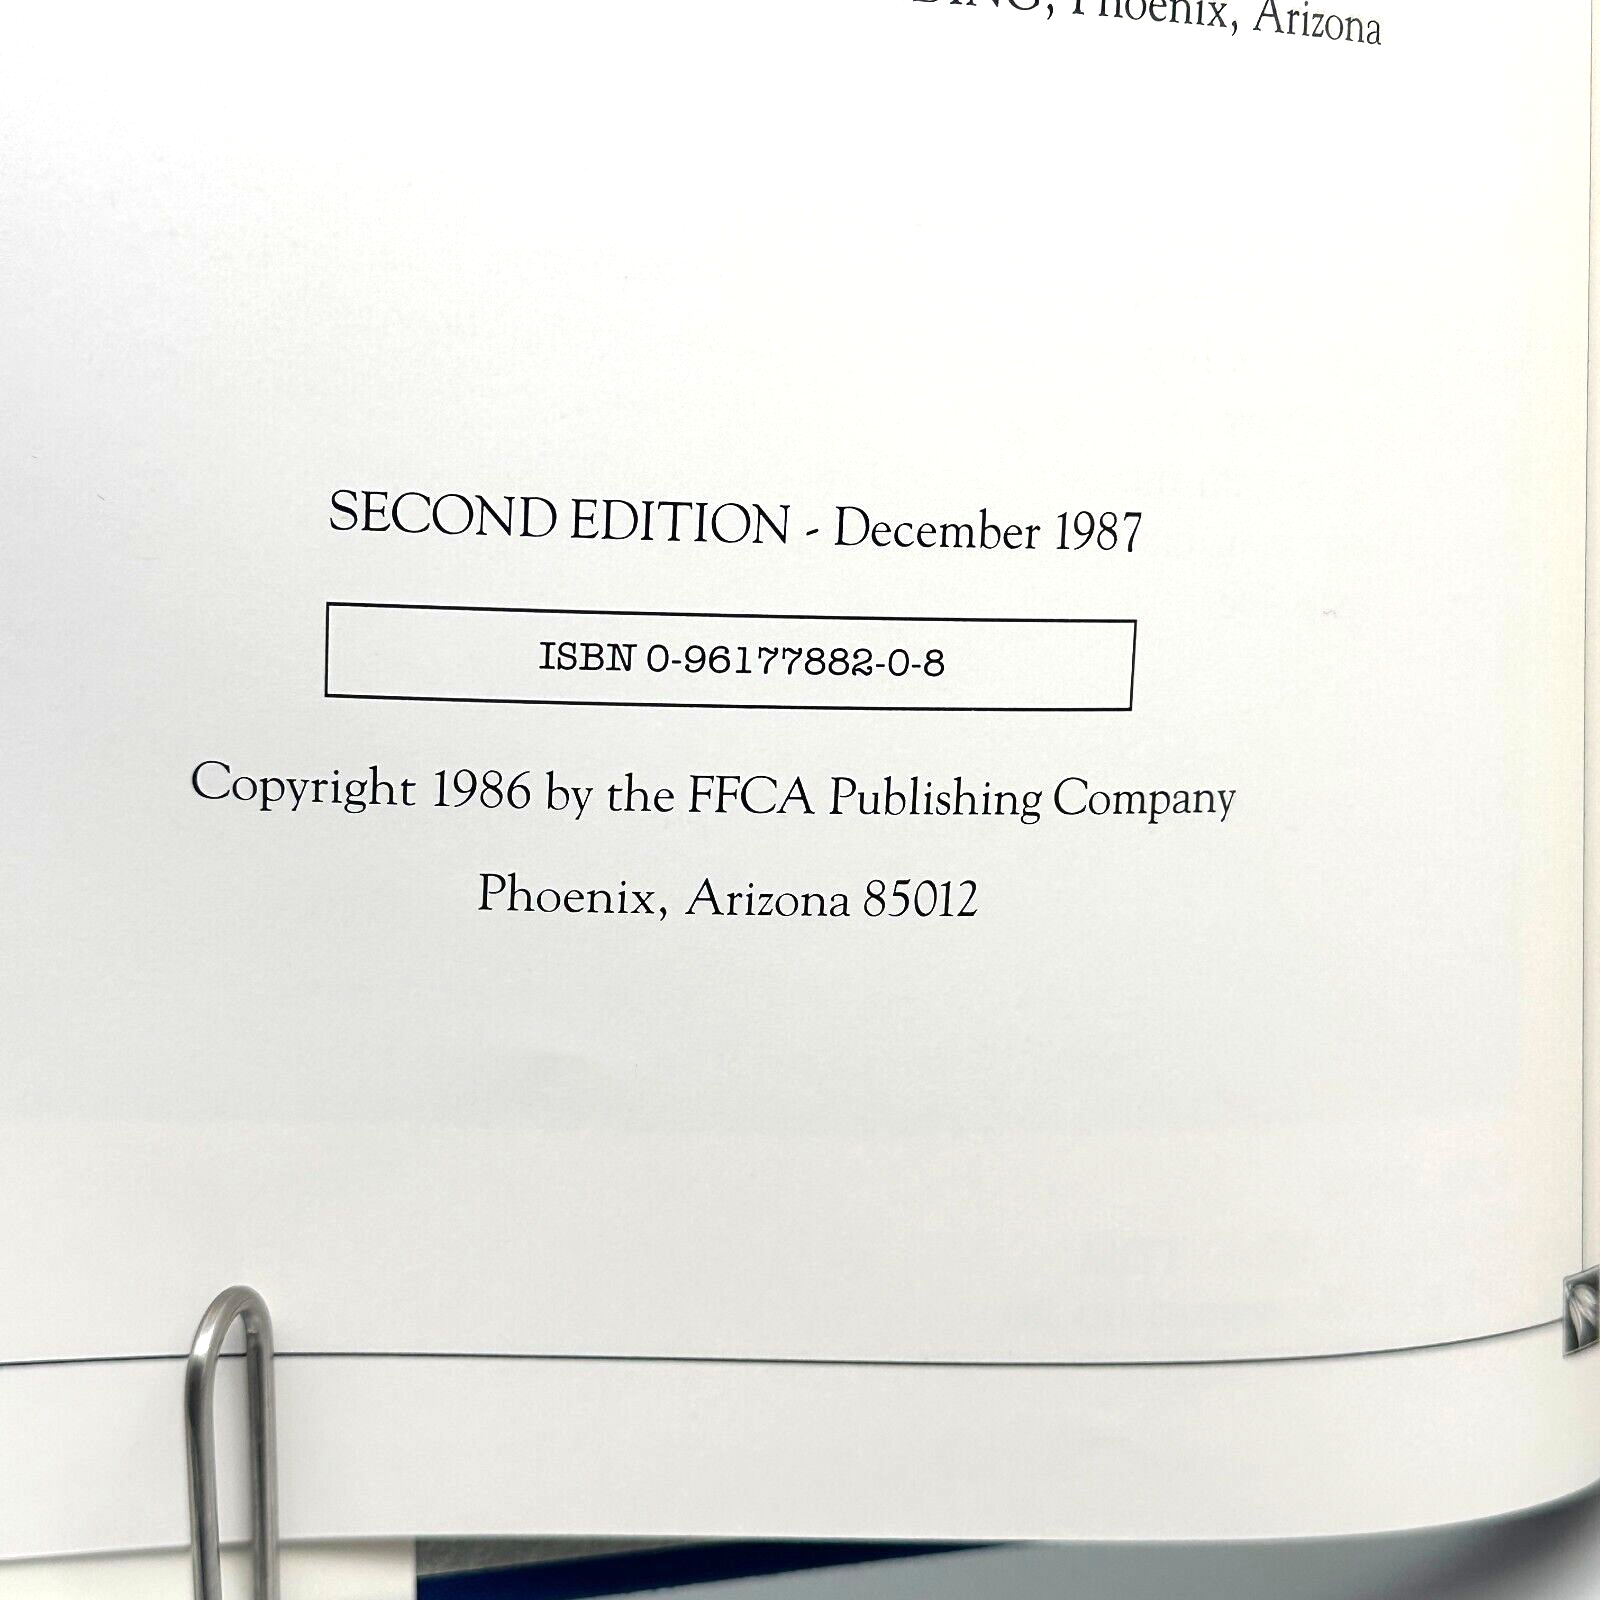 Phoenix, Arizona
SECOND EDITION - December 1987
ISBN 0-96177882-0-8
Copyright 1986 by the FFCA Publishing Company
Phoenix, Arizona 85012